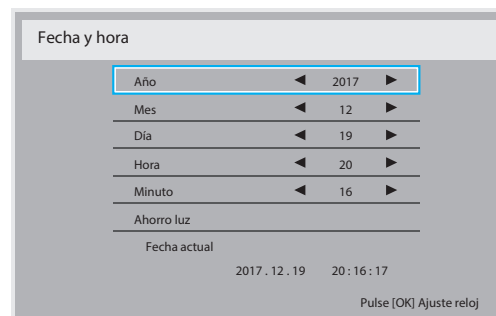 Fecha y hora
Año ◀ 2017 ▶
Mes ◀ 12 ▶
Día ◀ 19 ▶
Hora ◀ 20 ▶
Minuto ◀ 16 ▶
Ahorro luz
Fecha actual
2017 . 12 . 19 20 : 16 : 17
Pulse [OK] Ajuste reloj